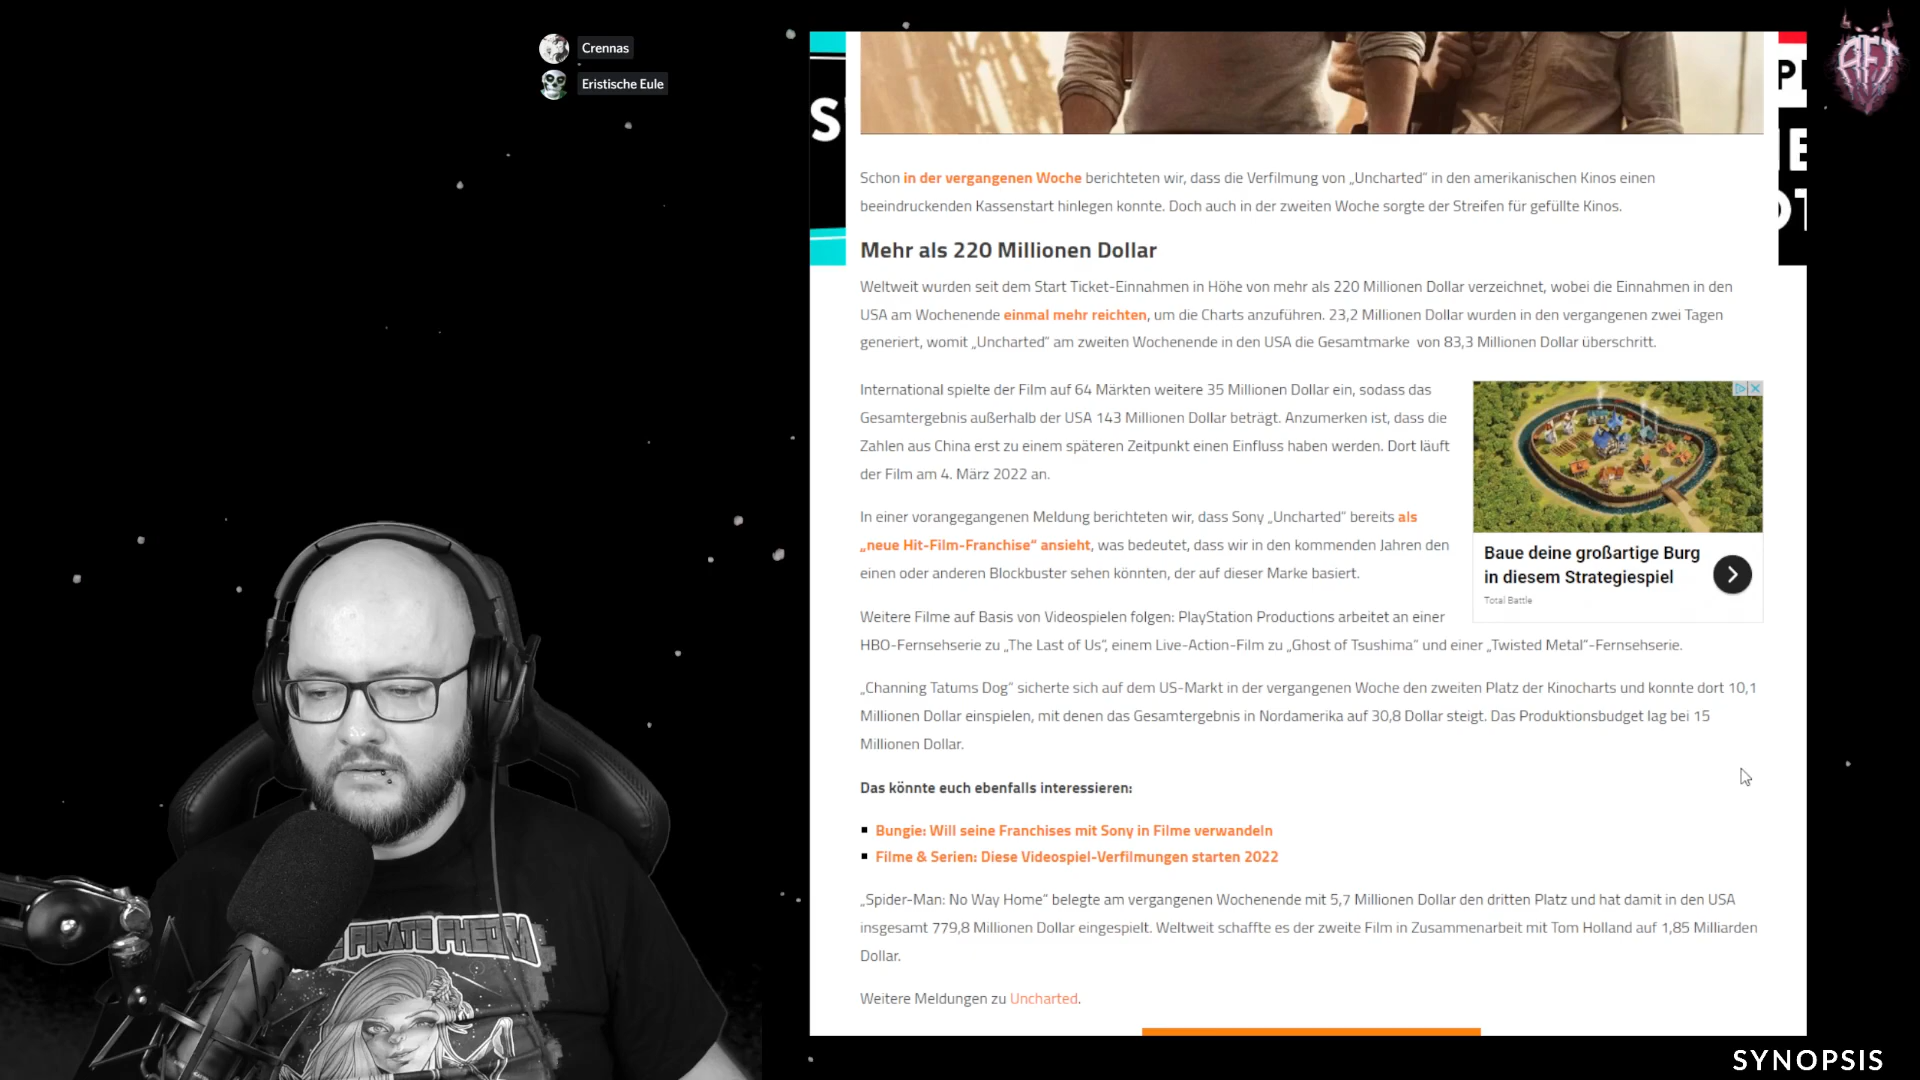 Crennas
Eristische Eule
Schon in der vergangenen Woche berichteten wir, dass die Verfilmung von „Uncharted“ in den amerikanischen Kinos einen
beeindruckenden Kassenstart hinlegen konnte. Doch auch in der zweiten Woche sorgte der Streifen für gefüllte Kinos.
Mehr als 220 Millionen Dollar
Weltweit wurden seit dem Start Ticket-Einnahmen in Höhe von mehr als 220 Millionen Dollar verzeichnet, wobei die Einnahmen in den
USA am Wochenende einmal mehr reichten, um die Charts anzuführen. 23,2 Millionen Dollar wurden in den vergangenen zwei Tagen
generiert, womit „Uncharted“ am zweiten Wochenende in den USA die Gesamtmarke von 83,3 Millionen Dollar überschritt.
International spielte der Film auf 64 Märkten weitere 35 Millionen Dollar ein, sodass das
Gesamtergebnis außerhalb der USA 143 Millionen Dollar beträgt. Anzumerken ist, dass die
Zahlen aus China erst zu einem späteren Zeitpunkt einen Einfluss haben werden. Dort läuft
der Film am 4. März 2022 an.
In einer vorangegangenen Meldung berichteten wir, dass Sony „Uncharted“ bereits als
„neue Hit-Film-Franchise“ ansieht, was bedeutet, dass wir in den kommenden Jahren den
einen oder anderen Blockbuster sehen könnten, der auf dieser Marke basiert.
Baue deine großartige Burg
in diesem Strategiespiel
Total Battle
Weitere Filme auf Basis von Videospielen folgen: PlayStation Productions arbeitet an einer
HBO-Fernsehserie zu „The Last of Us“, einem Live-Action-Film zu „Ghost of Tsushima“ und einer „Twisted Metal“-Fernsehserie.
„Channing Tatums Dog“ sicherte sich auf dem US-Markt in der vergangenen Woche den zweiten Platz der Kinocharts und konnte dort 10,1
Millionen Dollar einspielen, mit denen das Gesamtergebnis in Nordamerika auf 30,8 Dollar steigt. Das Produktionsbudget lag bei 15
Millionen Dollar.
Das könnte euch ebenfalls interessieren:
Bungie: Will seine Franchises mit Sony in Filme verwandeln
Filme & Serien: Diese Videospiel-Verfilmungen starten 2022
„Spider-Man: No Way Home“ belegte am vergangenen Wochenende mit 5,7 Millionen Dollar den dritten Platz und hat damit in den USA
insgesamt 779,8 Millionen Dollar eingespielt. Weltweit schaffte es der zweite Film in Zusammenarbeit mit Tom Holland auf 1,85 Milliarden
Dollar.
Weitere Meldungen zu Uncharted.
SYNOPSIS